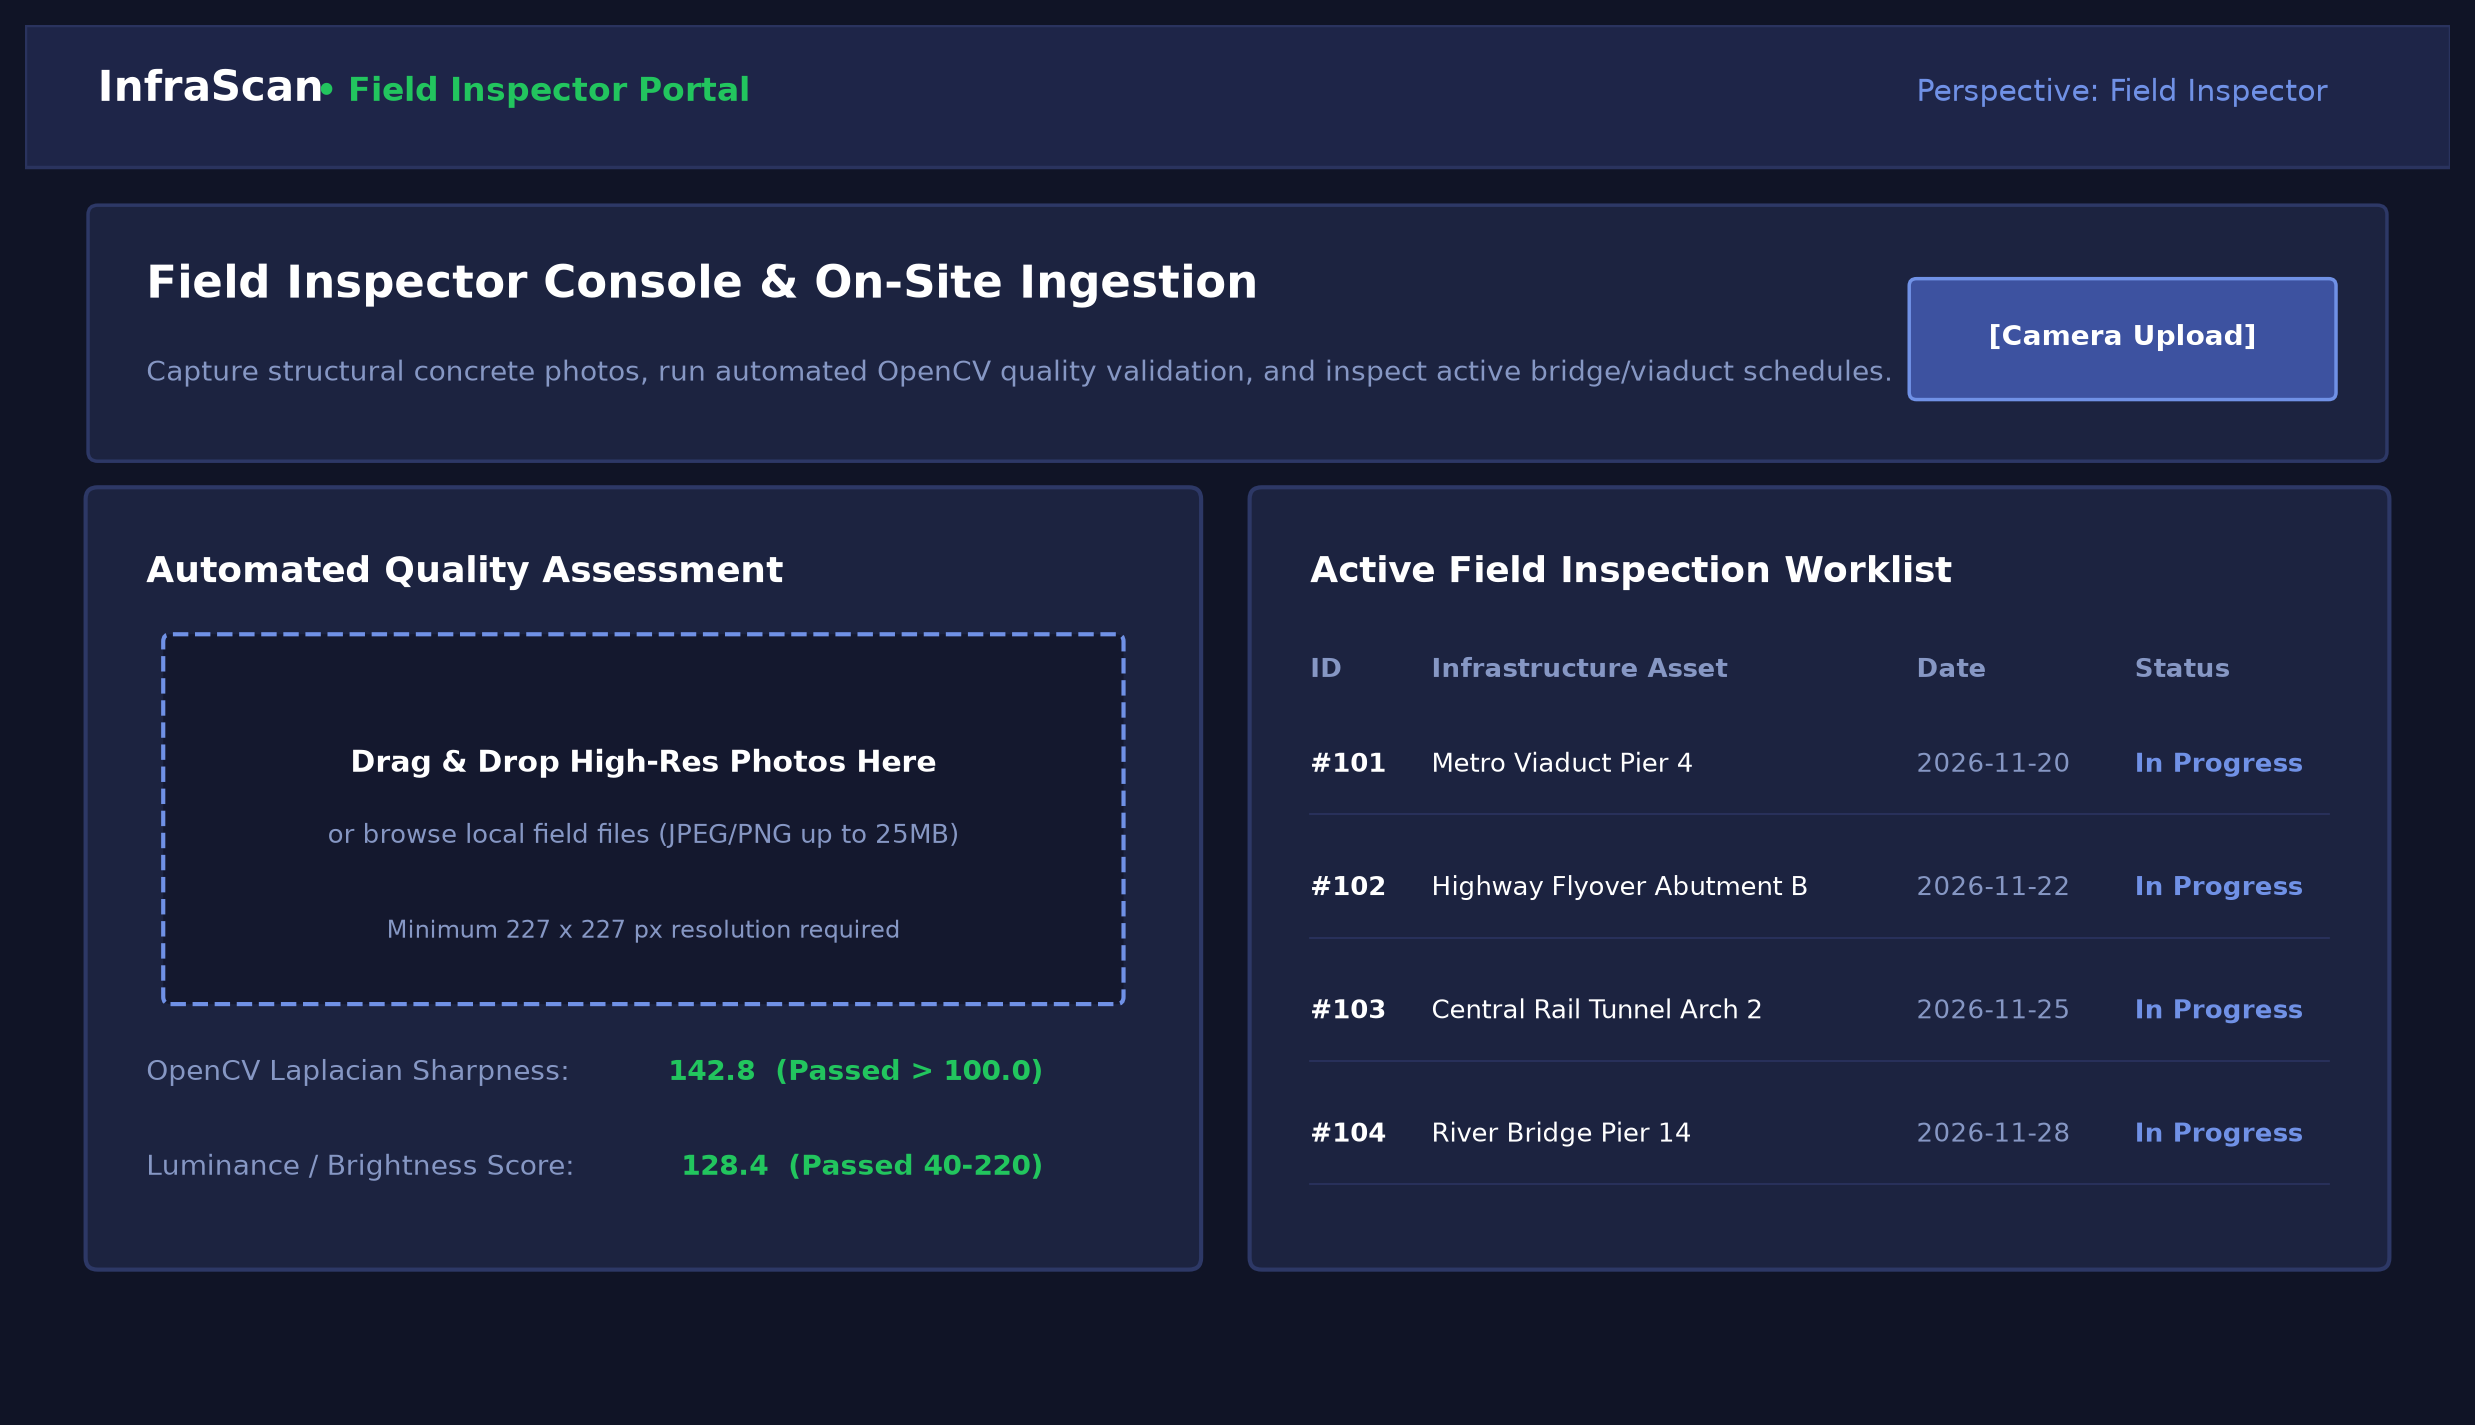 InfraScan • Field Inspector Portal
Perspective: Field Inspector
Field Inspector Console & On-Site Ingestion
Capture structural concrete photos, run automated OpenCV quality validation, and inspect active bridge/viaduct schedules.
[Camera Upload]
Automated Quality Assessment
Drag & Drop High-Res Photos Here
or browse local field files (JPEG/PNG up to 25MB)
Minimum 227 x 227 px resolution required
OpenCV Laplacian Sharpness: 142.8 (Passed > 100.0)
Luminance / Brightness Score: 128.4 (Passed 40-220)
Active Field Inspection Worklist
ID Infrastructure Asset Date Status
#101 Metro Viaduct Pier 4 2026-11-20 In Progress
#102 Highway Flyover Abutment B 2026-11-22 In Progress
#103 Central Rail Tunnel Arch 2 2026-11-25 In Progress
#104 River Bridge Pier 14 2026-11-28 In Progress